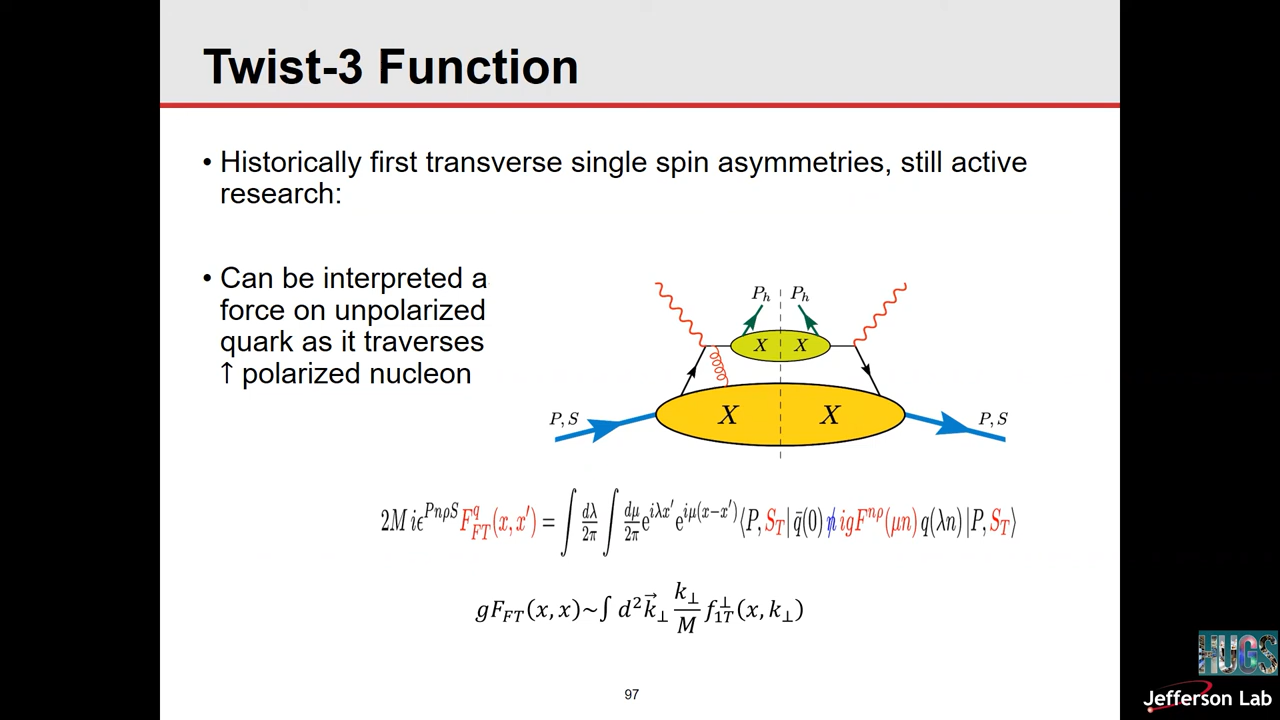 Twist-3 Function
• Historically first transverse single spin asymmetries, still active
research:
• Can be interpreted a
force on unpolarized
quark as it traverses
↑ polarized nucleon
P_h P_h
X X
P, S X X P, S
2M iϵ^{PnρS} F^q_{FT}(x, x′) = ∫ dλ/2π ∫ dμ/2π e^{iλx′} e^{iμ(x−x′)} ⟨P, S_T| q̄(0) n̸ igF^{nρ}(μn) q(λn) |P, S_T⟩
gF_{FT}(x, x)~∫ d²k⃗_⊥ k_⊥/M f^⊥_{1T}(x, k_⊥)
97
HUGS
Jefferson Lab